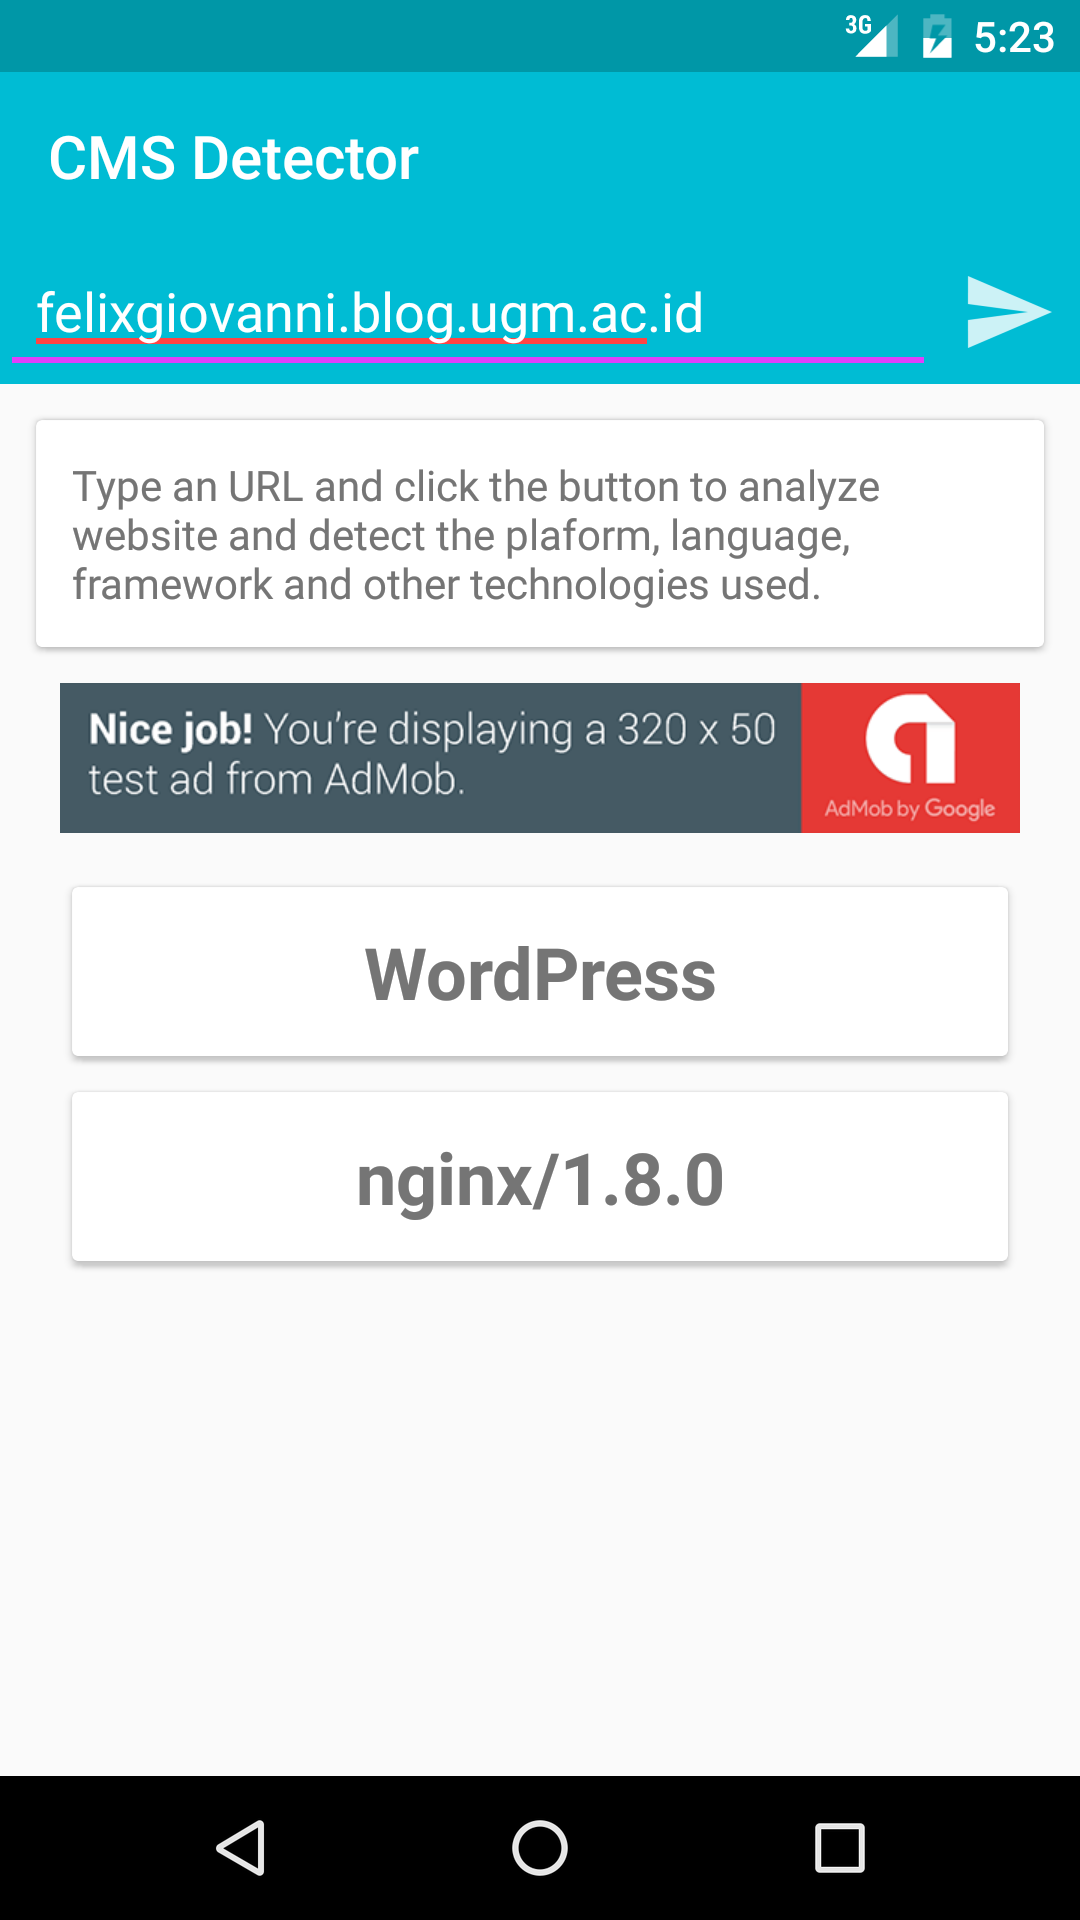 3G 5:23
CMS Detector
felixgiovanni.blog.ugm.ac.id
Type an URL and click the button to analyze
website and detect the plaform, language,
framework and other technologies used.
Nice job! You're displaying a 320 x 50
test ad from AdMob.
AdMob by Google
WordPress
nginx/1.8.0